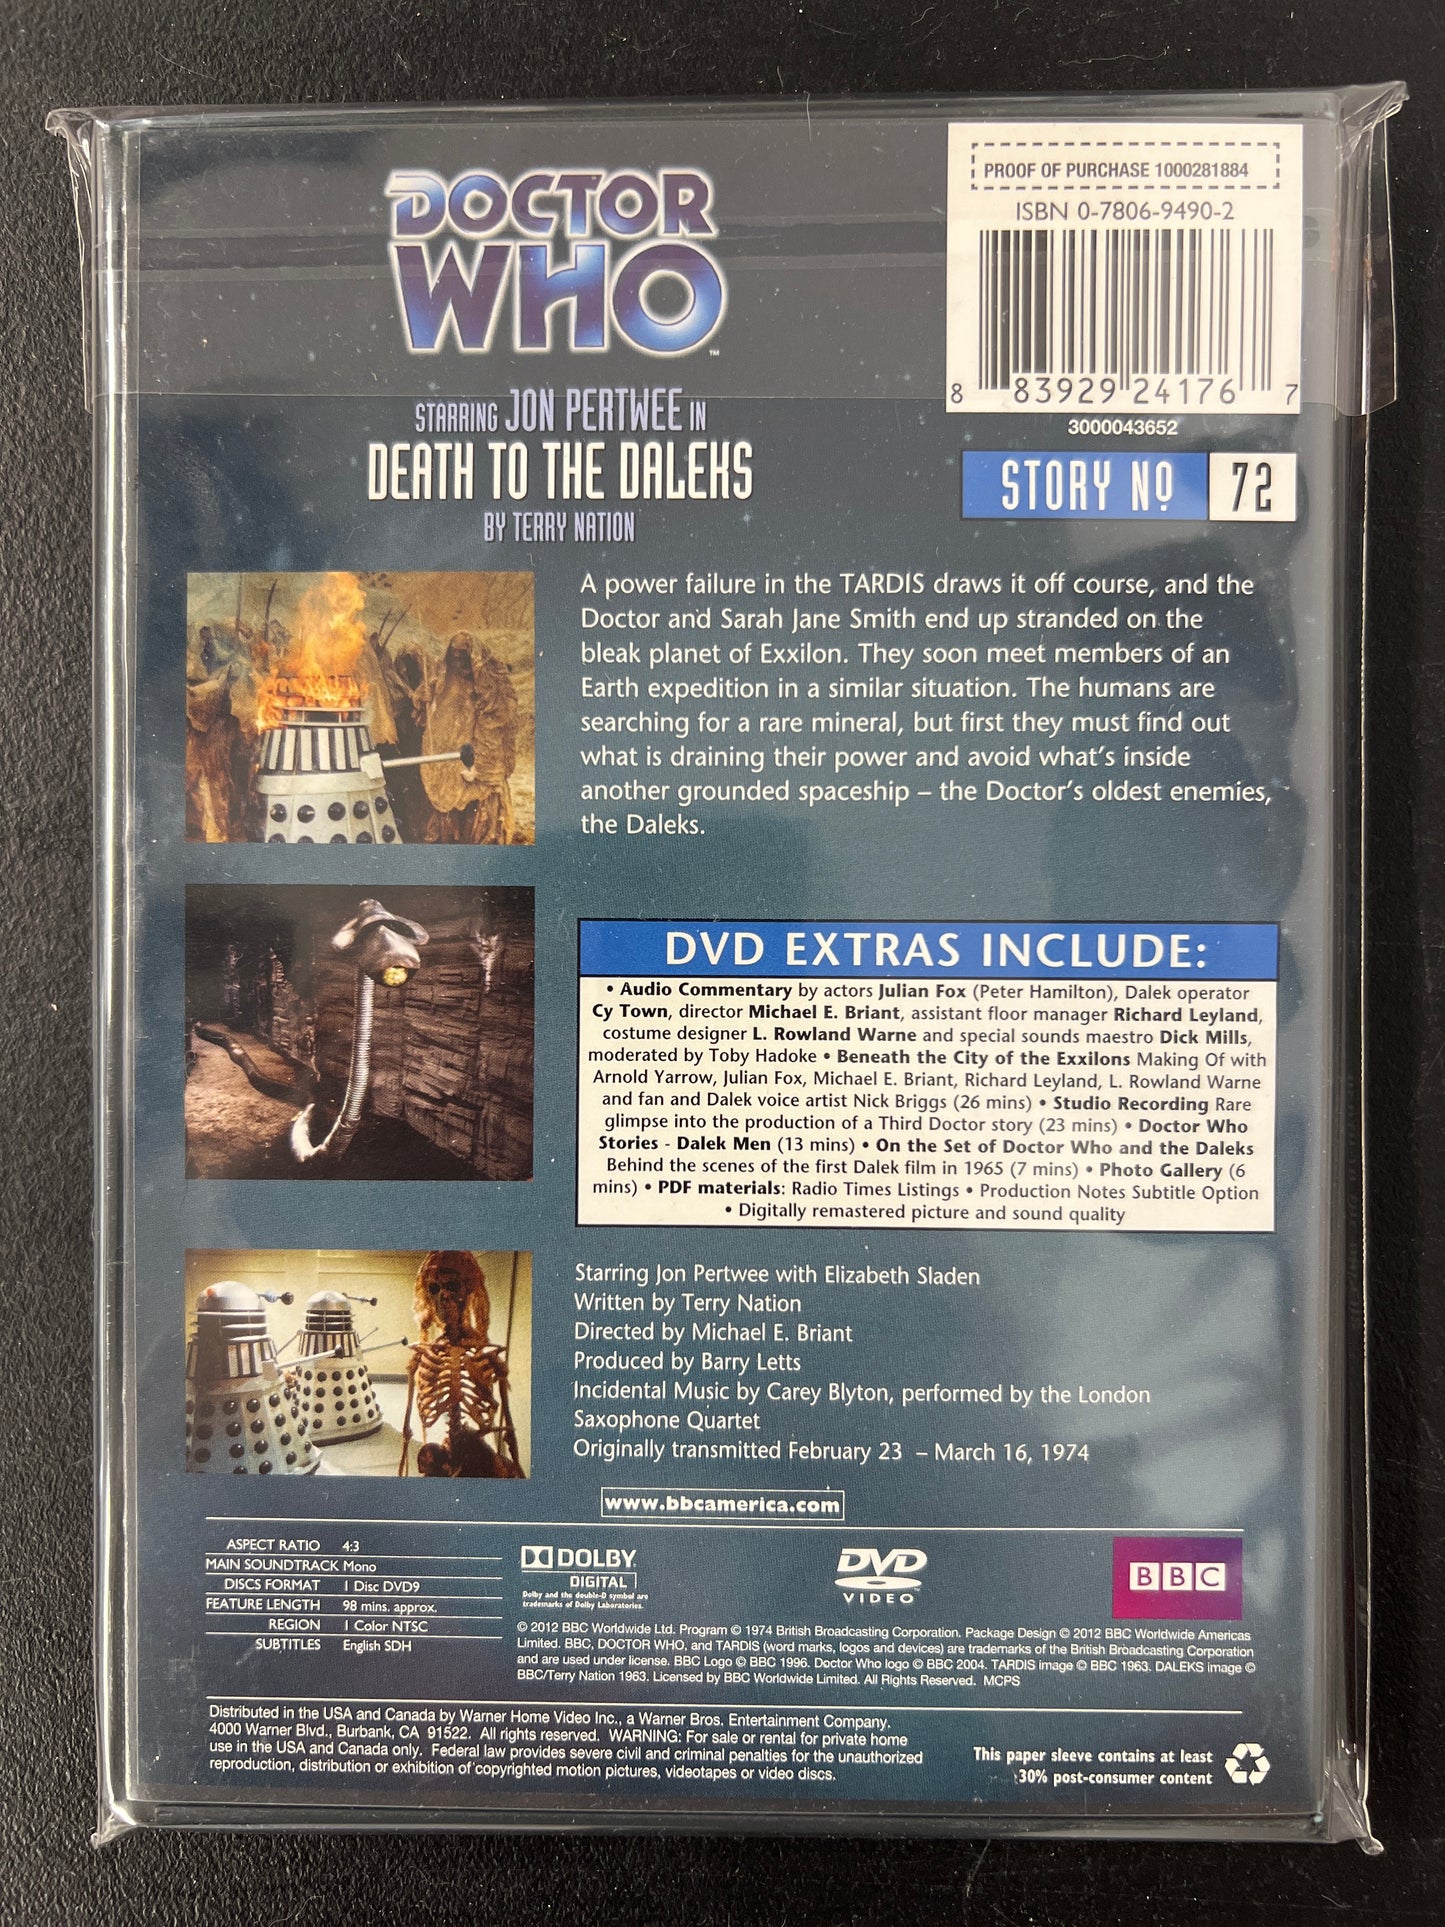 PROOF OF PURCHASE 1000281884
ISBN 0-7806-9490-2
8 83929 24176 7
3000043652
STORY Nº 72
DOCTOR
WHO
™
STARRING JON PERTWEE IN
DEATH TO THE DALEKS
BY TERRY NATION
A power failure in the TARDIS draws it off course, and the
Doctor and Sarah Jane Smith end up stranded on the
bleak planet of Exxilon. They soon meet members of an
Earth expedition in a similar situation. The humans are
searching for a rare mineral, but first they must find out
what is draining their power and avoid what's inside
another grounded spaceship – the Doctor's oldest enemies,
the Daleks.
DVD EXTRAS INCLUDE:
• Audio Commentary by actors Julian Fox (Peter Hamilton), Dalek operator
Cy Town, director Michael E. Briant, assistant floor manager Richard Leyland,
costume designer L. Rowland Warne and special sounds maestro Dick Mills,
moderated by Toby Hadoke • Beneath the City of the Exxilons Making Of with
Arnold Yarrow, Julian Fox, Michael E. Briant, Richard Leyland, L. Rowland Warne
and fan and Dalek voice artist Nick Briggs (26 mins) • Studio Recording Rare
glimpse into the production of a Third Doctor story (23 mins) • Doctor Who
Stories - Dalek Men (13 mins) • On the Set of Doctor Who and the Daleks
Behind the scenes of the first Dalek film in 1965 (7 mins) • Photo Gallery (6
mins) • PDF materials: Radio Times Listings • Production Notes Subtitle Option
• Digitally remastered picture and sound quality
Starring Jon Pertwee with Elizabeth Sladen
Written by Terry Nation
Directed by Michael E. Briant
Produced by Barry Letts
Incidental Music by Carey Blyton, performed by the London
Saxophone Quartet
Originally transmitted February 23 – March 16, 1974
www.bbcamerica.com
ASPECT RATIO 4:3
MAIN SOUNDTRACK Mono
DISCS FORMAT 1 Disc DVD9
FEATURE LENGTH 98 mins. approx.
REGION 1 Color NTSC
SUBTITLES English SDH
DOLBY
DIGITAL
Dolby and the double-D symbol are
trademarks of Dolby Laboratories.
DVD
VIDEO
BBC
© 2012 BBC Worldwide Ltd. Program © 1974 British Broadcasting Corporation. Package Design © 2012 BBC Worldwide Americas
Limited. BBC, DOCTOR WHO, and TARDIS (word marks, logos and devices) are trademarks of the British Broadcasting Corporation
and are used under license. BBC Logo © BBC 1996. Doctor Who logo © BBC 2004. TARDIS image © BBC 1963. DALEKS image ©
BBC/Terry Nation 1963. Licensed by BBC Worldwide Limited. All Rights Reserved. MCPS
Distributed in the USA and Canada by Warner Home Video Inc., a Warner Bros. Entertainment Company.
4000 Warner Blvd., Burbank, CA 91522. All rights reserved. WARNING: For sale or rental for private home
use in the USA and Canada only. Federal law provides severe civil and criminal penalties for the unauthorized
reproduction, distribution or exhibition of copyrighted motion pictures, videotapes or video discs.
This paper sleeve contains at least
30% post-consumer content